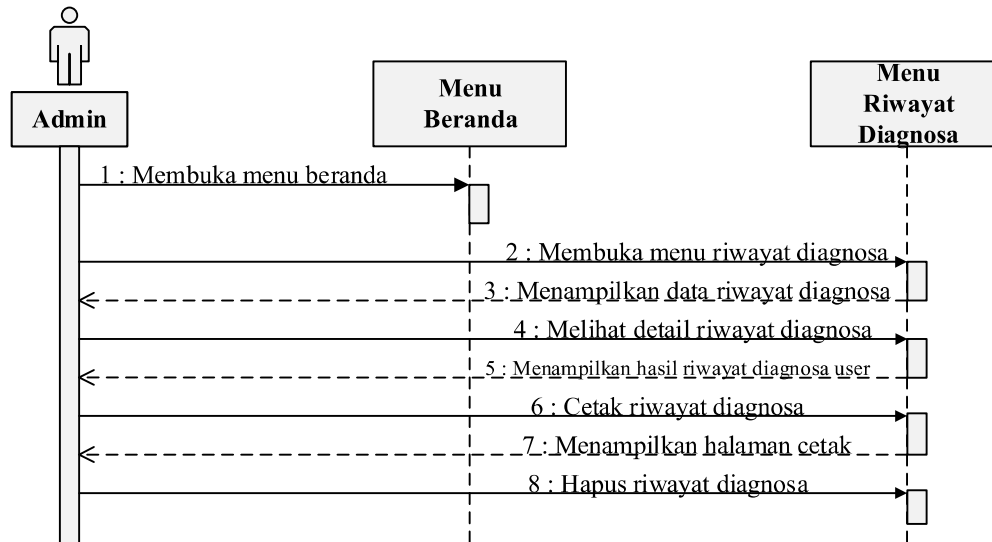 Admin
Menu
Beranda
Menu
Riwayat
Diagnosa
1 : Membuka menu beranda
2 : Membuka menu riwayat diagnosa
3 : Menampilkan data riwayat diagnosa
4 : Melihat detail riwayat diagnosa
5 : Menampilkan hasil riwayat diagnosa user
6 : Cetak riwayat diagnosa
7 : Menampilkan halaman cetak
8 : Hapus riwayat diagnosa